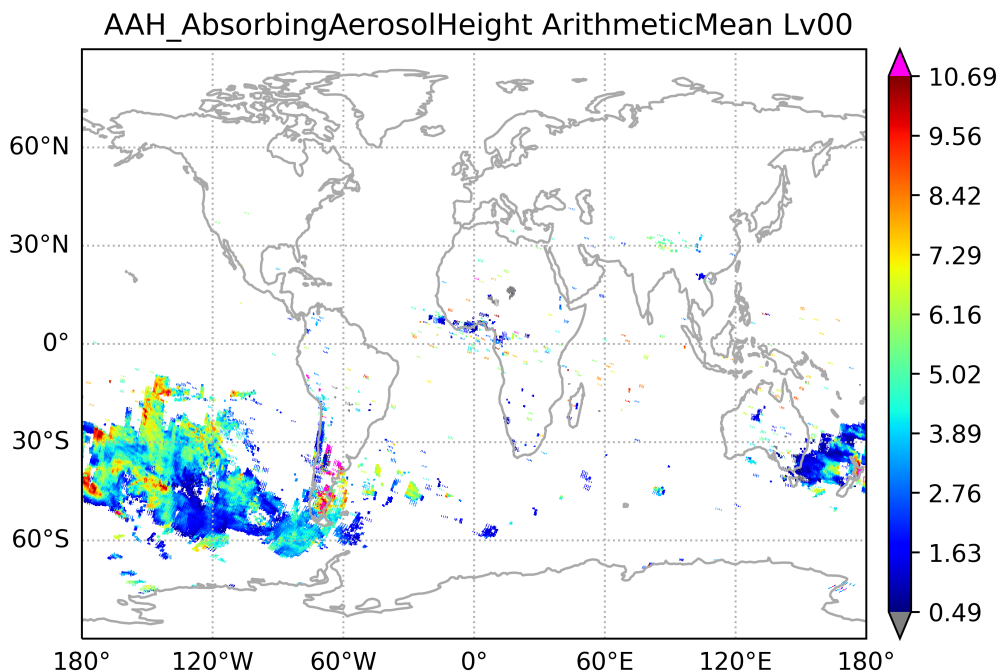 AAH_AbsorbingAerosolHeight ArithmeticMean Lv00
10.69
9.56
8.42
7.29
6.16
5.02
3.89
2.76
1.63
0.49
60°N
30°N
0°
30°S
60°S
180° 120°W 60°W 0° 60°E 120°E 180°